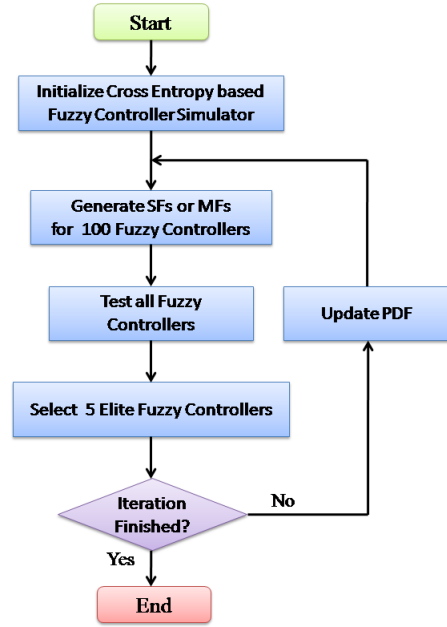 Start
Initialize Cross Entropy based
Fuzzy Controller Simulator
Generate SFs or MFs
for 100 Fuzzy Controllers
Test all Fuzzy
Controllers
Update PDF
Select 5 Elite Fuzzy Controllers
Iteration
Finished?
No
Yes
End